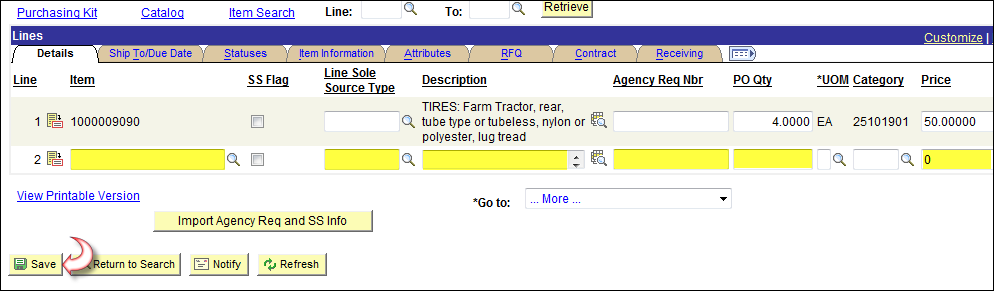 Purchasing Kit Catalog Item Search Line: To: Retrieve
Lines Customize |
Details Ship To/Due Date Statuses Item Information Attributes RFQ Contract Receiving
Line Item SS Flag Line Sole Source Type Description Agency Req Nbr PO Qty *UOM Category Price
1 1000009090 TIRES: Farm Tractor, rear, 4.0000 EA 25101901 50.00000
tube type or tubeless, nylon or
polyester, lug tread
2 0
View Printable Version *Go to: ... More ...
Import Agency Req and SS Info
Save Return to Search Notify Refresh